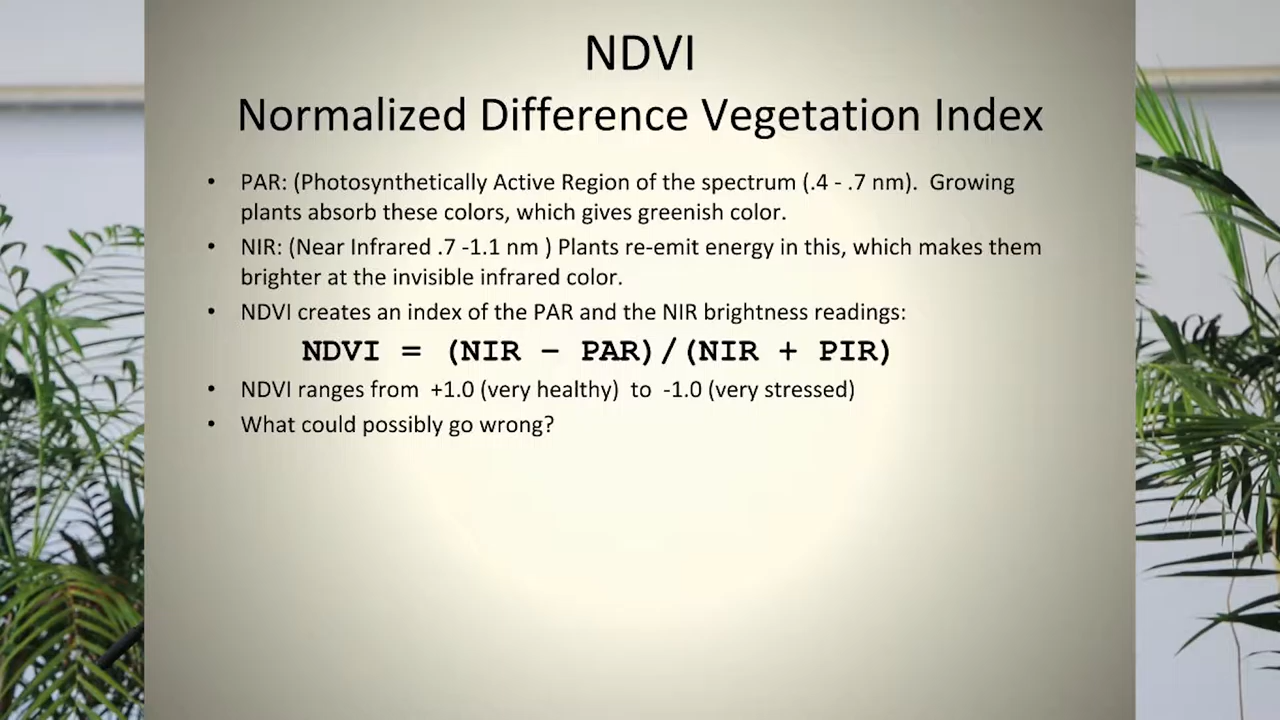 NDVI
Normalized Difference Vegetation Index
• PAR: (Photosynthetically Active Region of the spectrum (.4 - .7 nm).  Growing
plants absorb these colors, which gives greenish color.
• NIR: (Near Infrared .7 -1.1 nm ) Plants re-emit energy in this, which makes them
brighter at the invisible infrared color.
• NDVI creates an index of the PAR and the NIR brightness readings:
NDVI = (NIR – PAR)/(NIR + PIR)
• NDVI ranges from  +1.0 (very healthy)  to  -1.0 (very stressed)
• What could possibly go wrong?